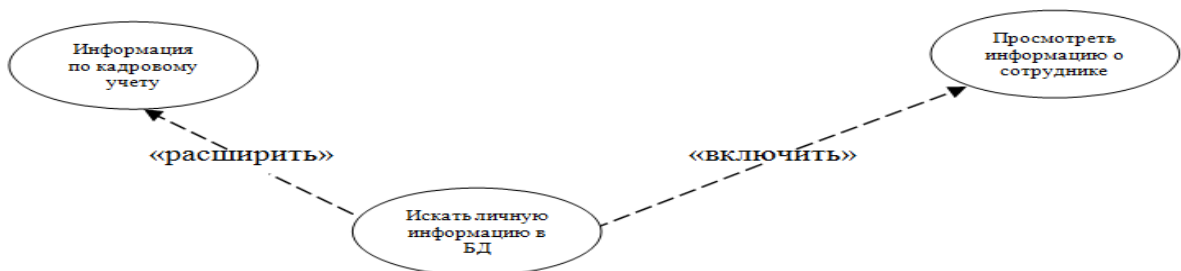 Информация
по кадровому
учету
Просмотреть
информацию о
сотруднике
«расширить»
«включить»
Искать личную
информацию в
БД